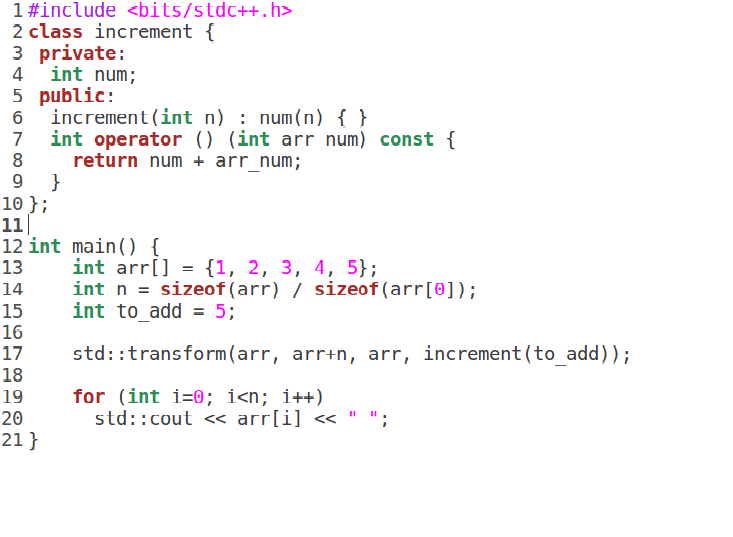 1 #include <bits/stdc++.h>
2 class increment {
3  private:
4   int num;
5  public:
6   increment(int n) : num(n) { }
7   int operator () (int arr num) const {
8     return num + arr_num;
9   }
10 };
11
12 int main() {
13     int arr[] = {1, 2, 3, 4, 5};
14     int n = sizeof(arr) / sizeof(arr[0]);
15     int to_add = 5;
16
17     std::transform(arr, arr+n, arr, increment(to_add));
18
19     for (int i=0; i<n; i++)
20       std::cout << arr[i] << " ";
21 }